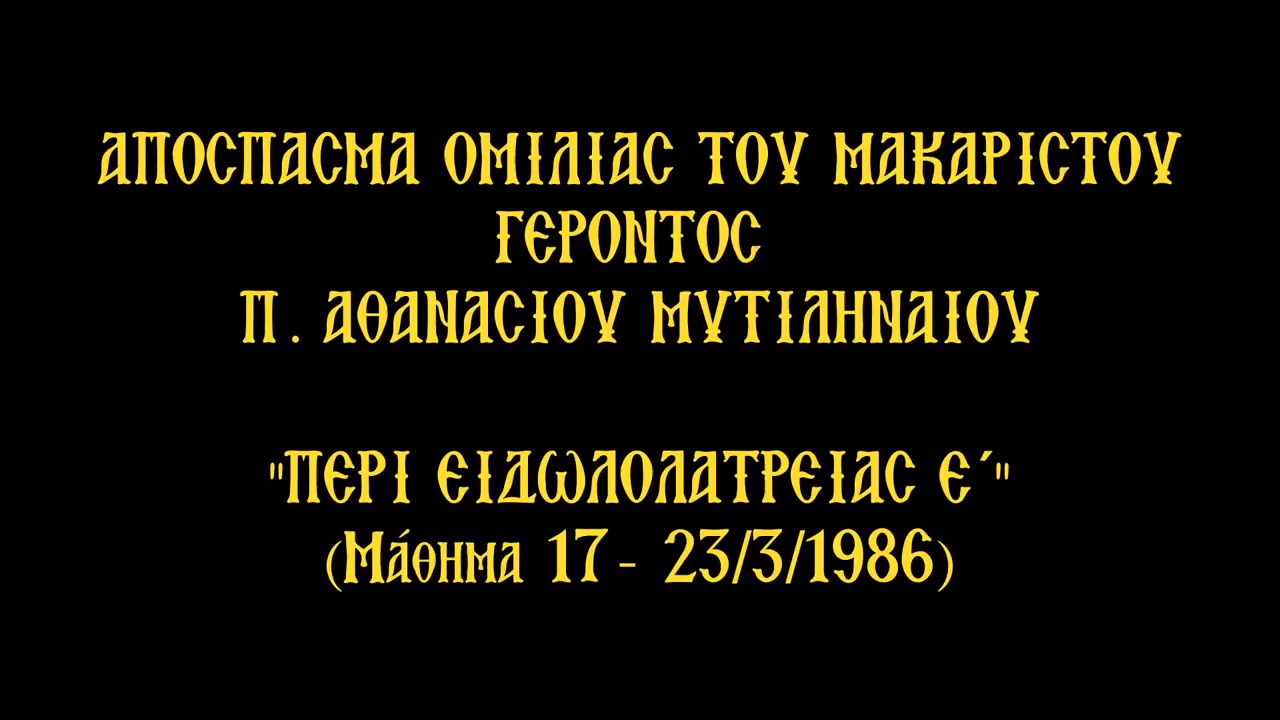 ΑΠΟΣΠΑΣΜΑ ΟΜΙΛΙΑΣ ΤΟΥ ΜΑΚΑΡΙΣΤΟΥ
ΓΕΡΟΝΤΟΣ
Π. ΑΘΑΝΑΣΙΟΥ ΜΥΤΙΛΗΝΑΙΟΥ
"ΠΕΡΙ ΕΙΔΩΛΟΛΑΤΡΕΙΑΣ Ε΄"
(Μάθημα 17 - 23/3/1986)